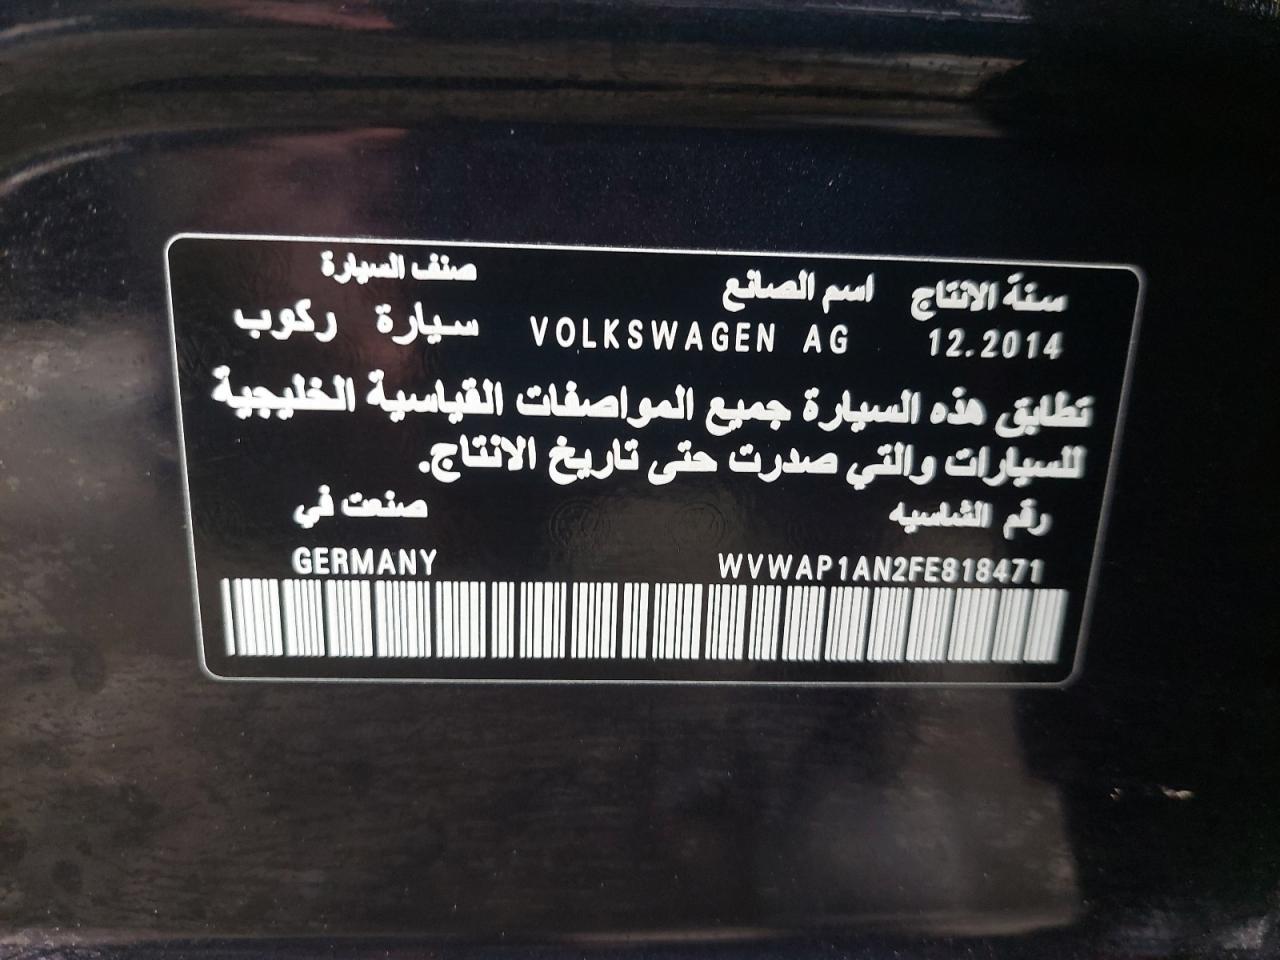 سنة الانتاج اسم الصانع صنف السيارة
12.2014 VOLKSWAGEN AG سيارة ركوب
تطابق هذه السيارة جميع المواصفات القياسية الخليجية
للسيارات والتي صدرت حتى تاريخ الانتاج.
رقم الشاسيه صنعت في
WVWAP1AN2FE818471 GERMANY